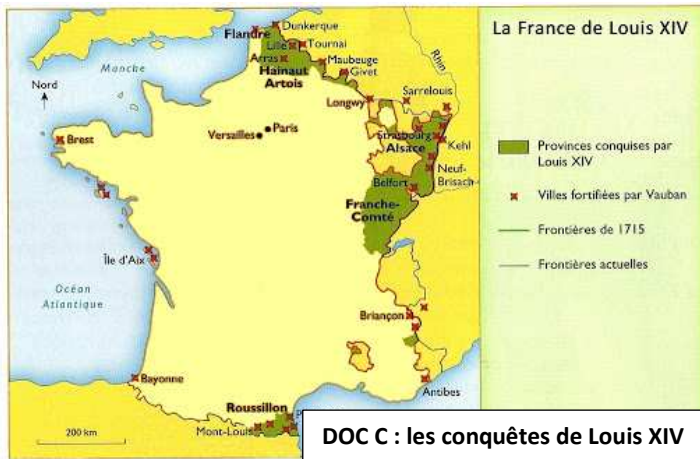 La France de Louis XIV
Dunkerque
Flandre
Lille
Tournai
Arras
Maubeuge
Hainaut
Givet
Artois
Rhin
Manche
Nord
Longwy
Sarrelouis
Paris
Versailles
Strasbourg
Alsace
Kehl
Brest
Neuf-
Brisach
Belfort
Franche-
Comté
Provinces conquises par
Louis XIV
Villes fortifiées par Vauban
Frontières de 1715
Frontières actuelles
Île d'Aix
Océan
Atlantique
Briançon
Bayonne
Antibes
Roussillon
Mont-Louis
200 km
DOC C : les conquêtes de Louis XIV